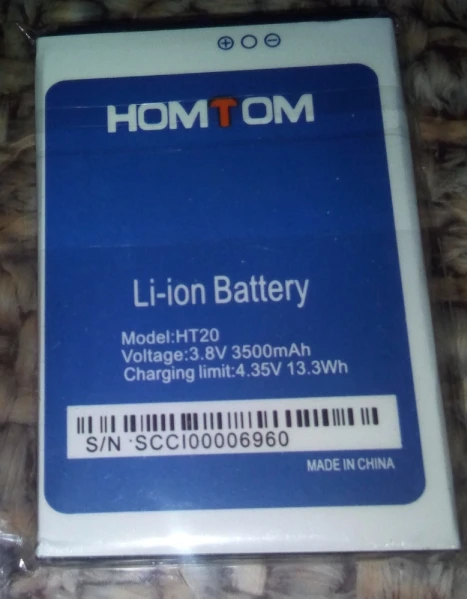 HOMTOM
Li-ion Battery
Model:HT20
Voltage:3.8V 3500mAh
Charging limit:4.35V 13.3Wh
S/N SCCI00006960
MADE IN CHINA